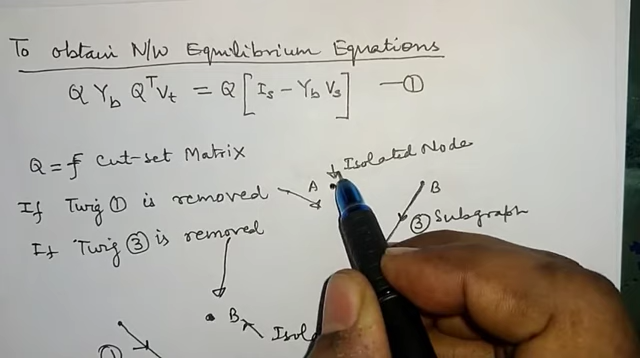 To obtain N/W Equilibrium Equations
Q Y_b Q^T V_t = Q [I_s - Y_b V_s] — ①
Q = f cut-set Matrix
If Twig ① is removed
A Isolated Node
B
③ Subgraph
If Twig ③ is removed
B
①